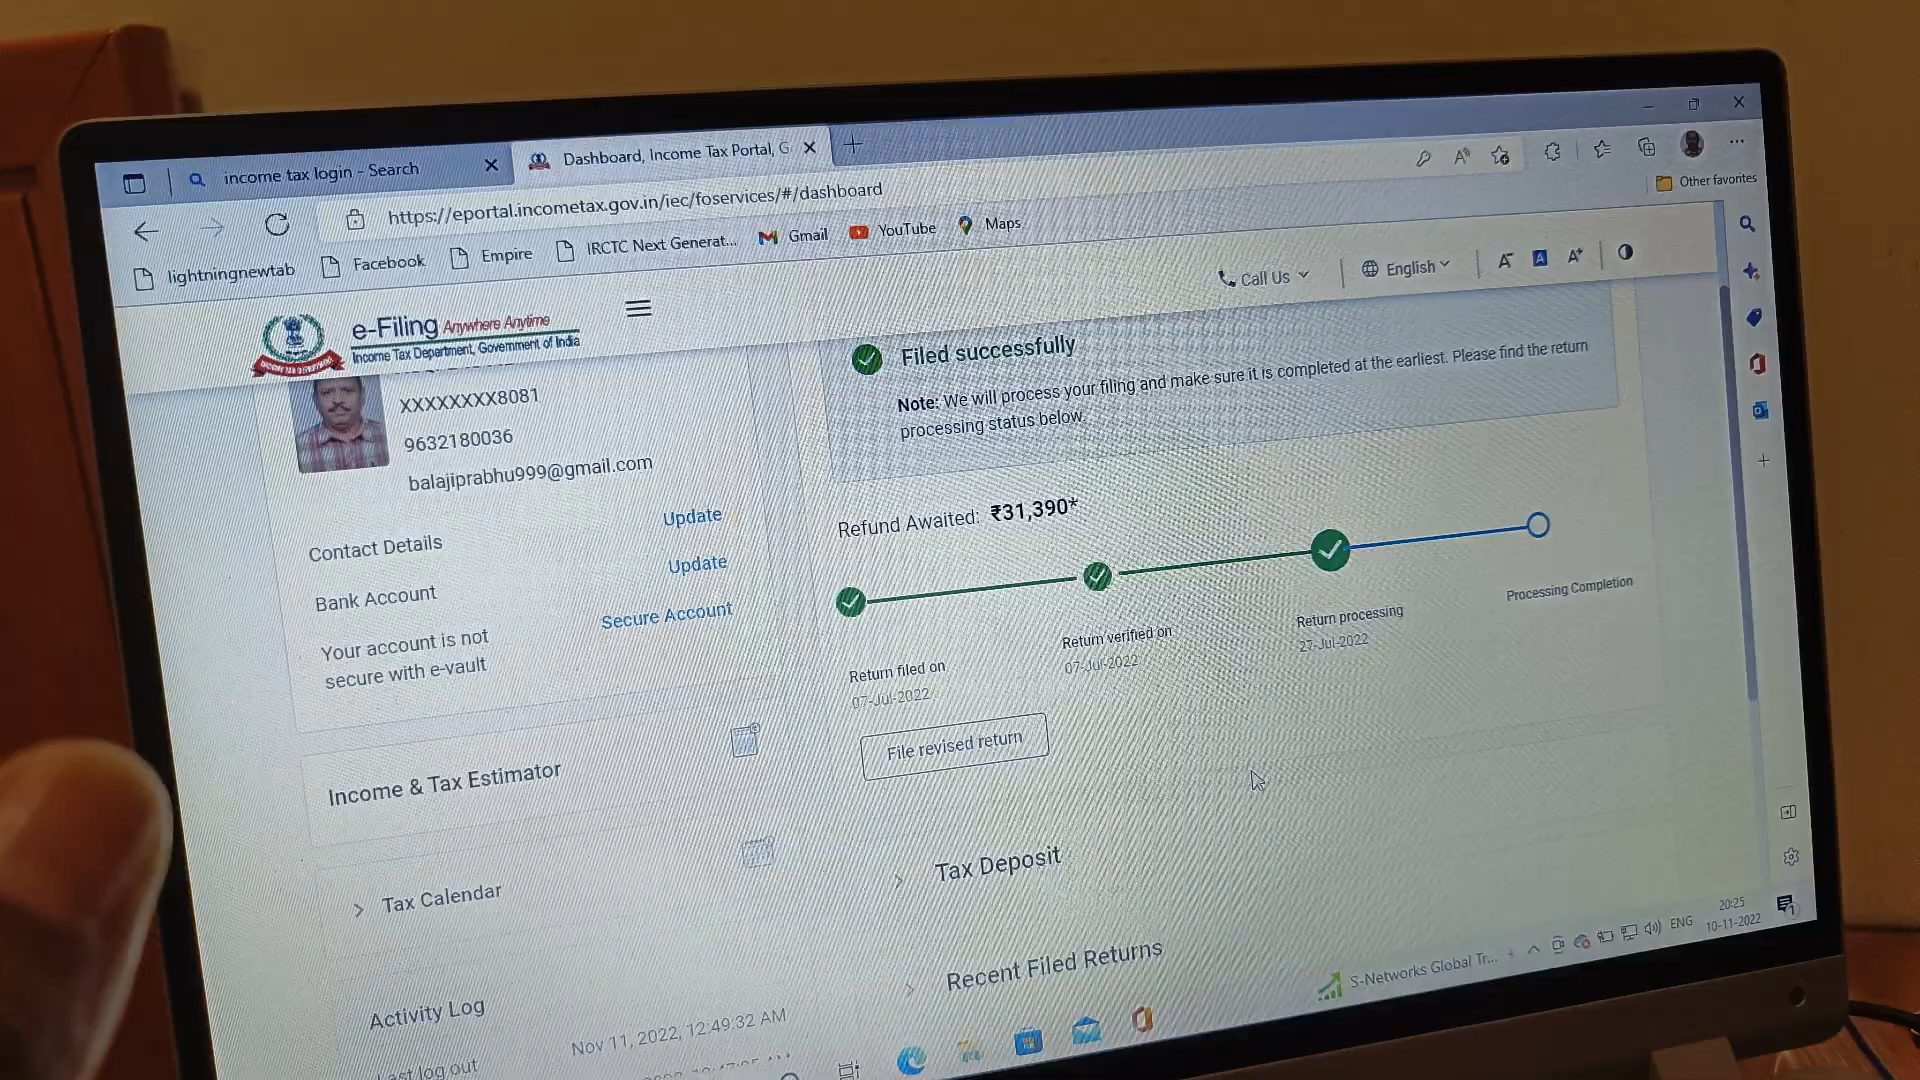 income tax login - Search
Dashboard, Income Tax Portal, G
https://eportal.incometax.gov.in/iec/foservices/#/dashboard
Other favorites
lightningnewtab
Facebook
Empire
IRCTC Next Generat...
Gmail
YouTube
Maps
Call Us
English
A-
A
A+
e-Filing Anywhere Anytime
Income Tax Department, Government of India
XXXXXXXX8081
9632180036
balajiprabhu999@gmail.com
Contact Details
Update
Bank Account
Update
Your account is not
secure with e-vault
Secure Account
Income & Tax Estimator
Tax Calendar
Activity Log
Nov 11, 2022, 12:49:32 AM
Last log out
Filed successfully
Note: We will process your filing and make sure it is completed at the earliest. Please find the return
processing status below.
Refund Awaited: ₹31,390*
Return filed on
07-Jul-2022
Return verified on
07-Jul-2022
Return processing
27-Jul-2022
Processing Completion
File revised return
Tax Deposit
Recent Filed Returns
S-Networks Global Tr...
ENG
20:25
10-11-2022